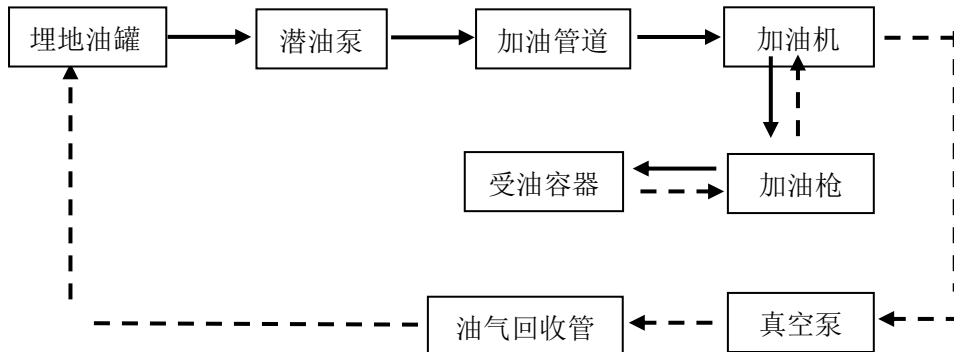 埋地油罐
潜油泵
加油管道
加油机
受油容器
加油枪
油气回收管
真空泵